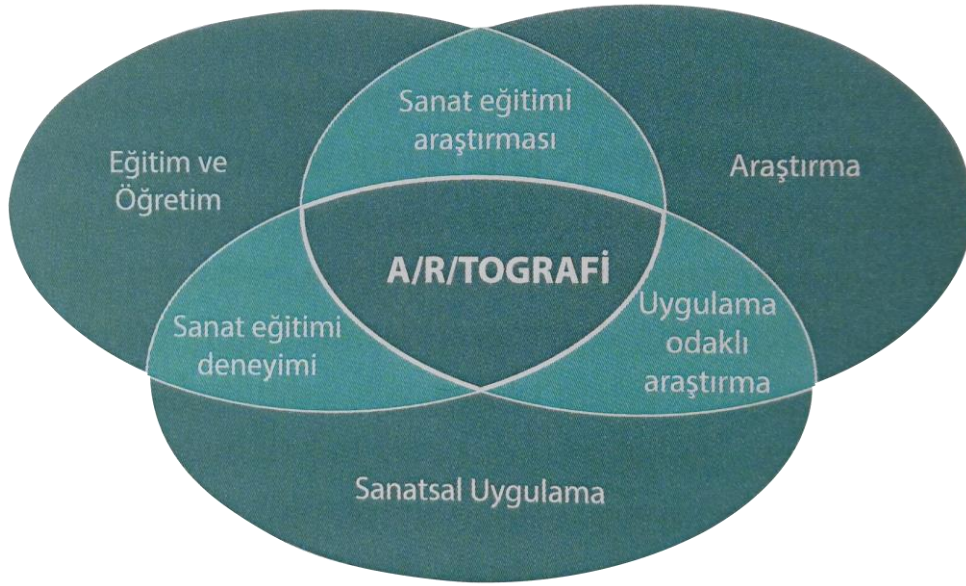 Sanat eğitimi
araştırması
Eğitim ve
Öğretim
Araştırma
A/R/TOGRAFİ
Sanat eğitimi
deneyimi
Uygulama
odaklı
araştırma
Sanatsal Uygulama